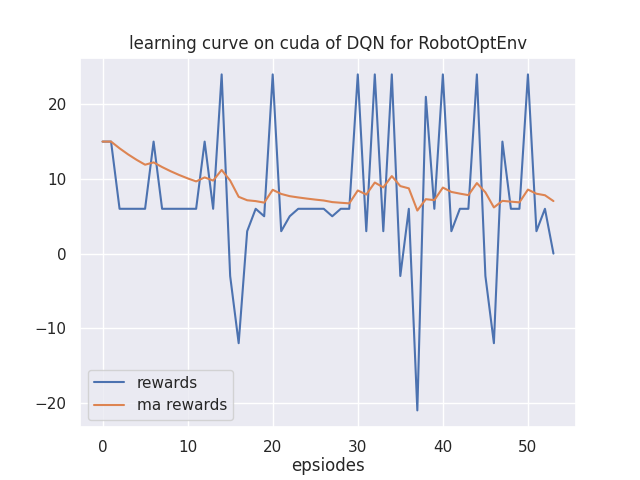 learning curve on cuda of DQN for RobotOptEnv
20
10
0
−10
−20
rewards
ma rewards
0
10
20
30
40
50
epsiodes